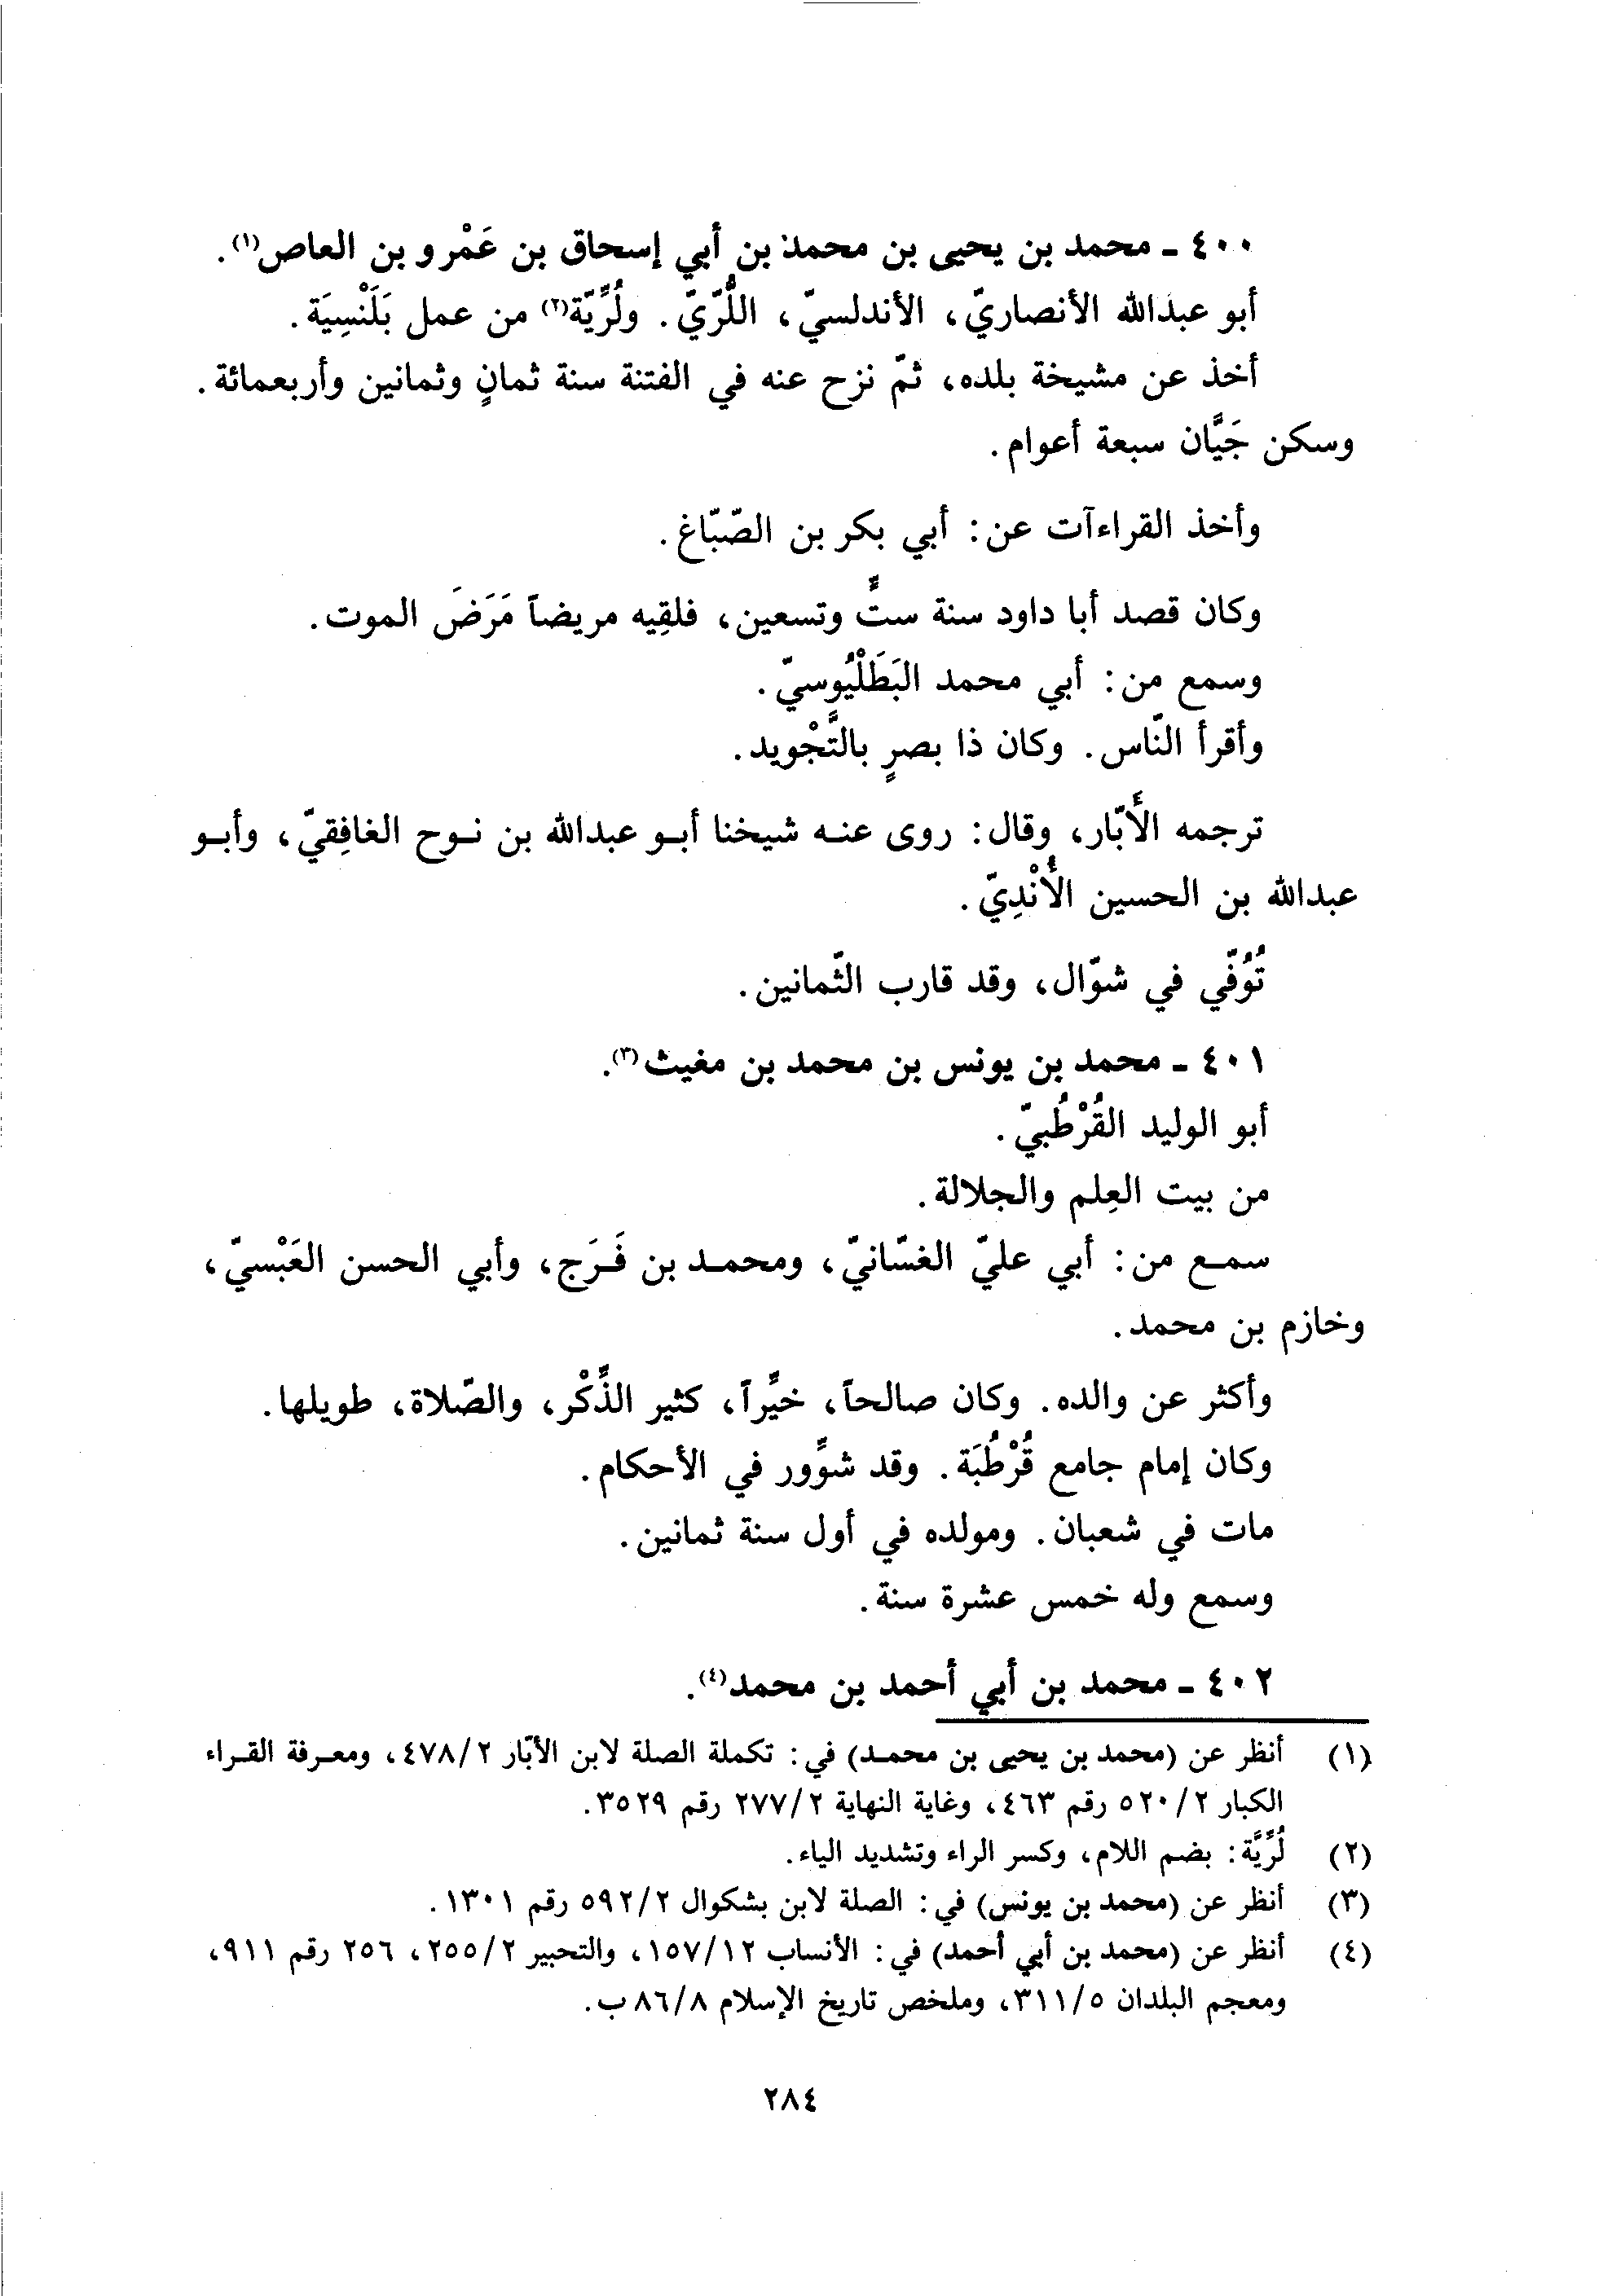 ٤٠٠ - محمد بن يحيى بن محمد بن أبي إسحاق بن عَمْرو بن العاص(١).
أبو عبدالله الأنصاريّ، الأندلسيّ، اللُّرّيّ. ولُرِّيّة(٢) من عمل بَلَنْسِيَة.
أخذ عن مشيخة بلده، ثمّ نزح عنه في الفتنة سنة ثمانٍ وثمانين وأربعمائة.
وسكن جَيَّان سبعة أعوام.
وأخذ القراءآت عن: أبي بكر بن الصّبّاغ.
وكان قصد أبا داود سنة ستٍّ وتسعين، فلقِيه مريضاً مَرَضَ الموت.
وسمع من: أبي محمد البَطَلْيُوسيّ.
وأقرأ النّاس. وكان ذا بصرٍ بالتَّجْويد.
ترجمه الأَبّار، وقال: روى عنه شيخنا أبو عبدالله بن نوح الغافِقيّ، وأبو
عبدالله بن الحسين الأُنْدِيّ.
تُوُفّي في شوّال، وقد قارب الثّمانين.
٤٠١ - محمد بن يونس بن محمد بن مغيث(٣).
أبو الوليد القُرْطُبيّ.
من بيت العِلم والجلالة.
سمع من: أبي عليّ الغسّانيّ، ومحمد بن فَرَج، وأبي الحسن العَبْسيّ،
وخازم بن محمد.
وأكثر عن والده. وكان صالحاً، خيِّراً، كثير الذِّكْر، والصّلاة، طويلها.
وكان إمام جامع قُرْطُبَة. وقد شوِّور في الأحكام.
مات في شعبان. ومولده في أول سنة ثمانين.
وسمع وله خمس عشرة سنة.
٤٠٢ - محمد بن أبي أحمد بن محمد(٤).
(١) أنظر عن (محمد بن يحيى بن محمد) في: تكملة الصلة لابن الأبّار ٤٧٨/٢، ومعرفة القراء
الكبار ٥٢٠/٢ رقم ٤٦٣، وغاية النهاية ٢٧٧/٢ رقم ٣٥٢٩.
(٢) لُرِّيَّة: بضم اللام، وكسر الراء وتشديد الياء.
(٣) أنظر عن (محمد بن يونس) في: الصلة لابن بشكوال ٥٩٢/٢ رقم ١٣٠١.
(٤) أنظر عن (محمد بن أبي أحمد) في: الأنساب ١٥٧/١٢، والتحبير ٢٥٥/٢، ٢٥٦ رقم ٩١١،
ومعجم البلدان ٣١١/٥، وملخص تاريخ الإسلام ٨٦/٨ ب.
٢٨٤